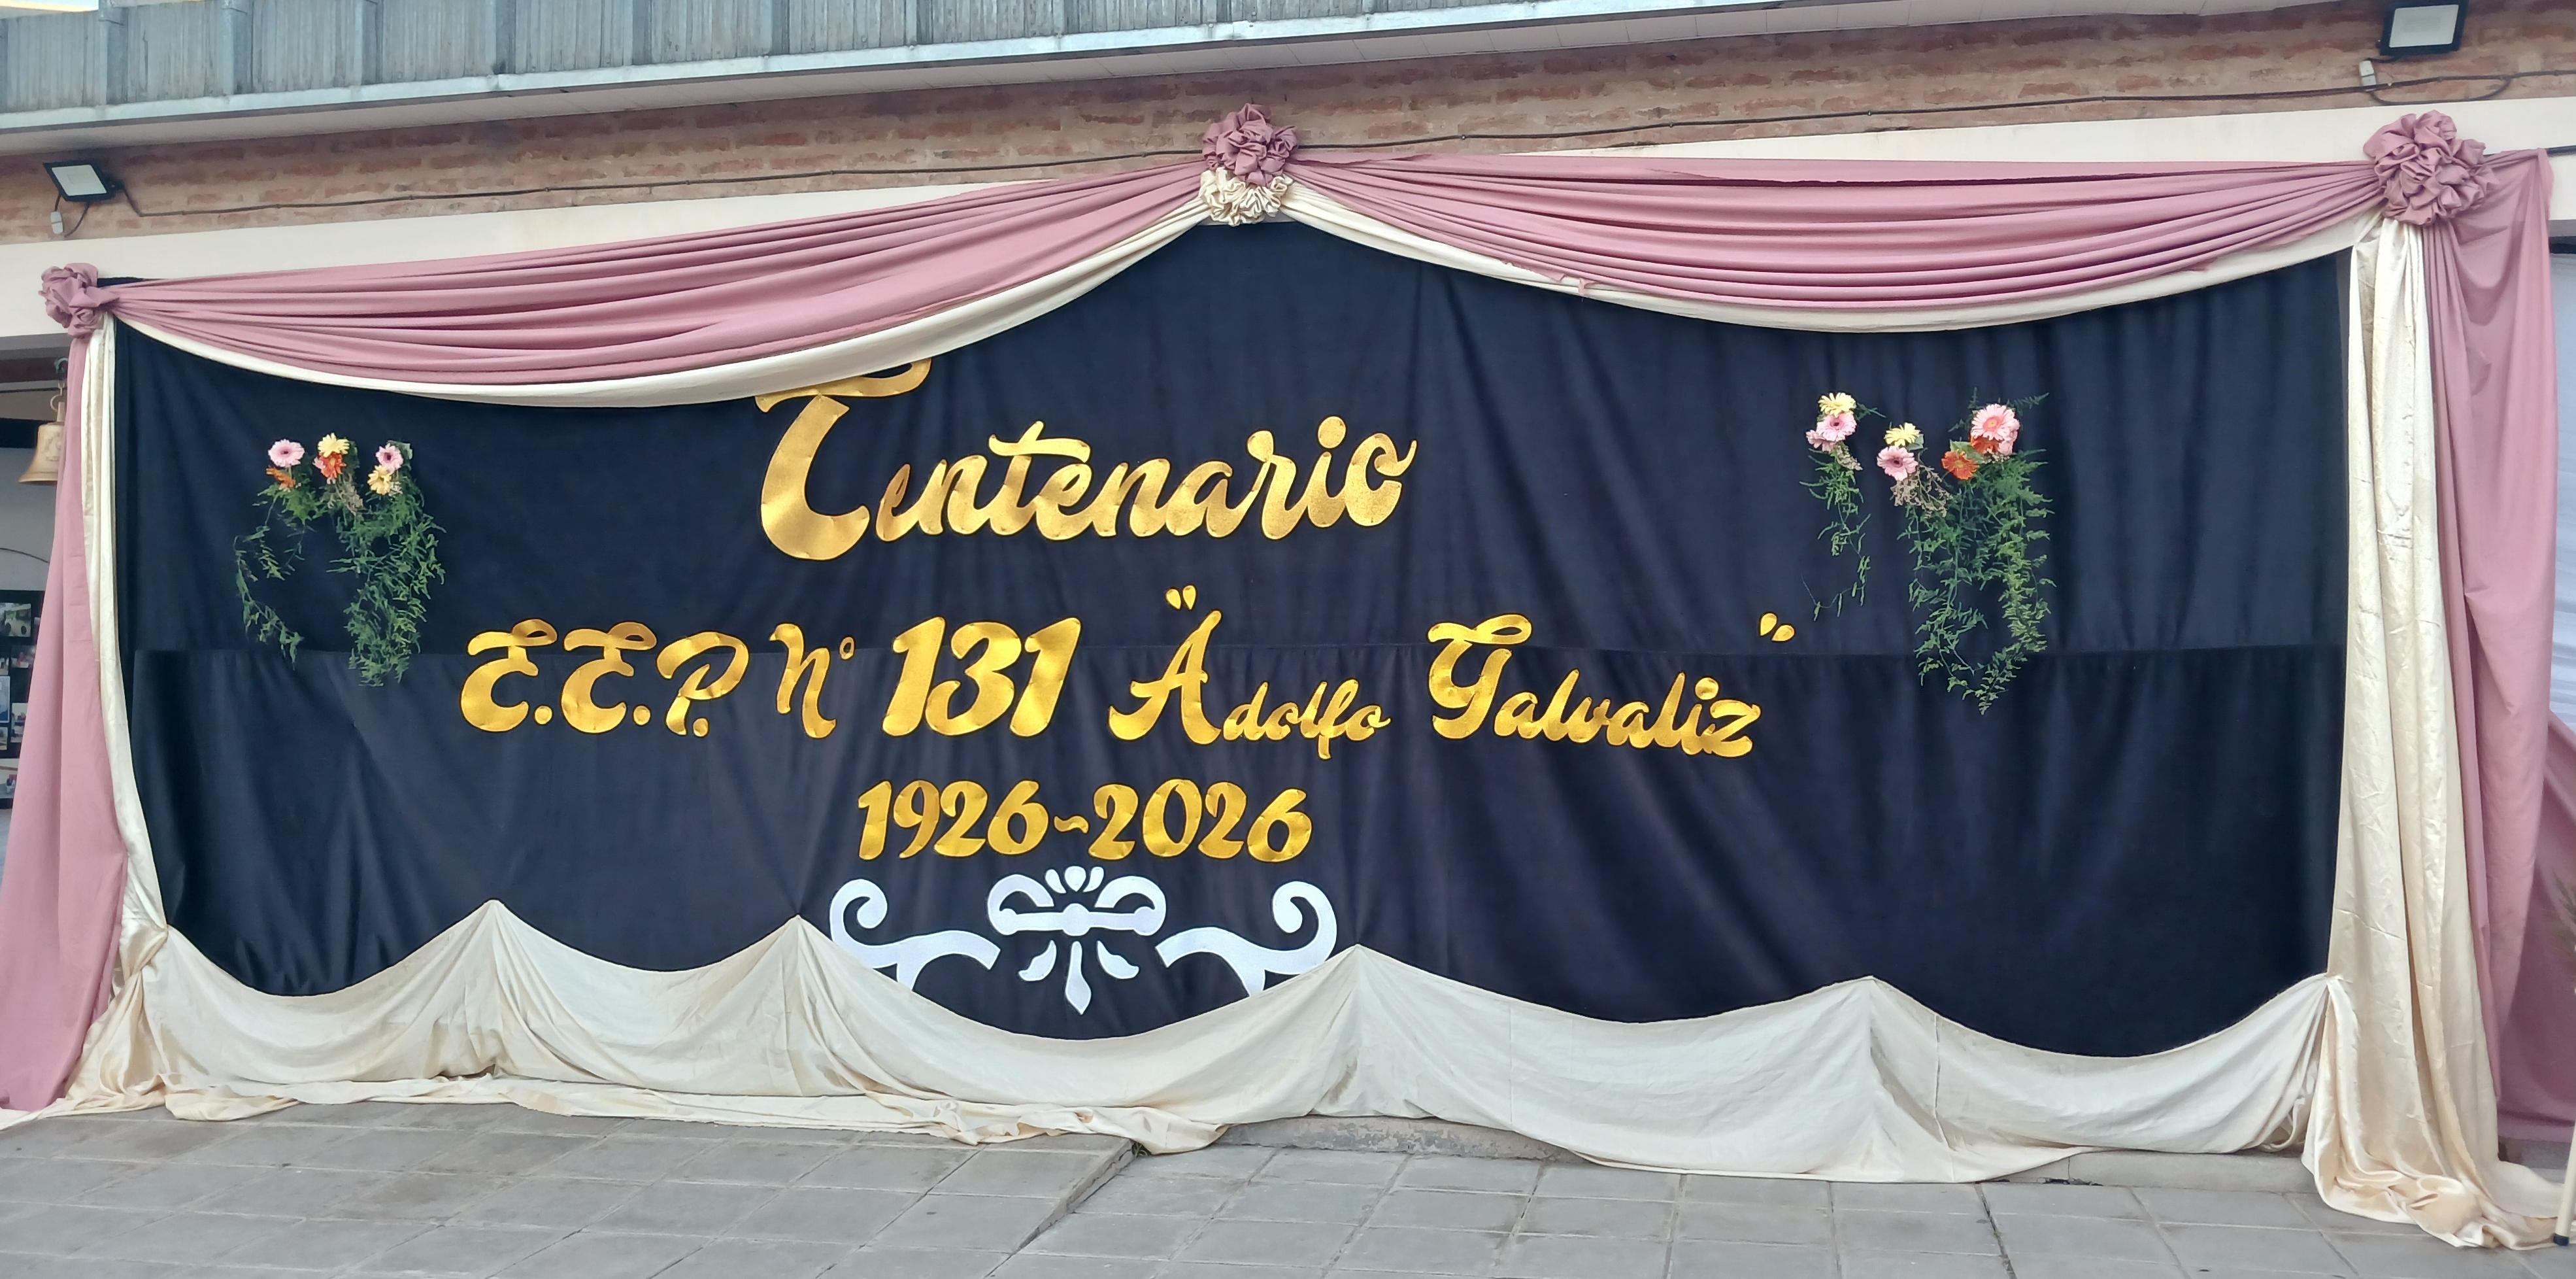 Centenario
E.E.P. N° 131 "Adolfo Galvaliz"
1926~2026